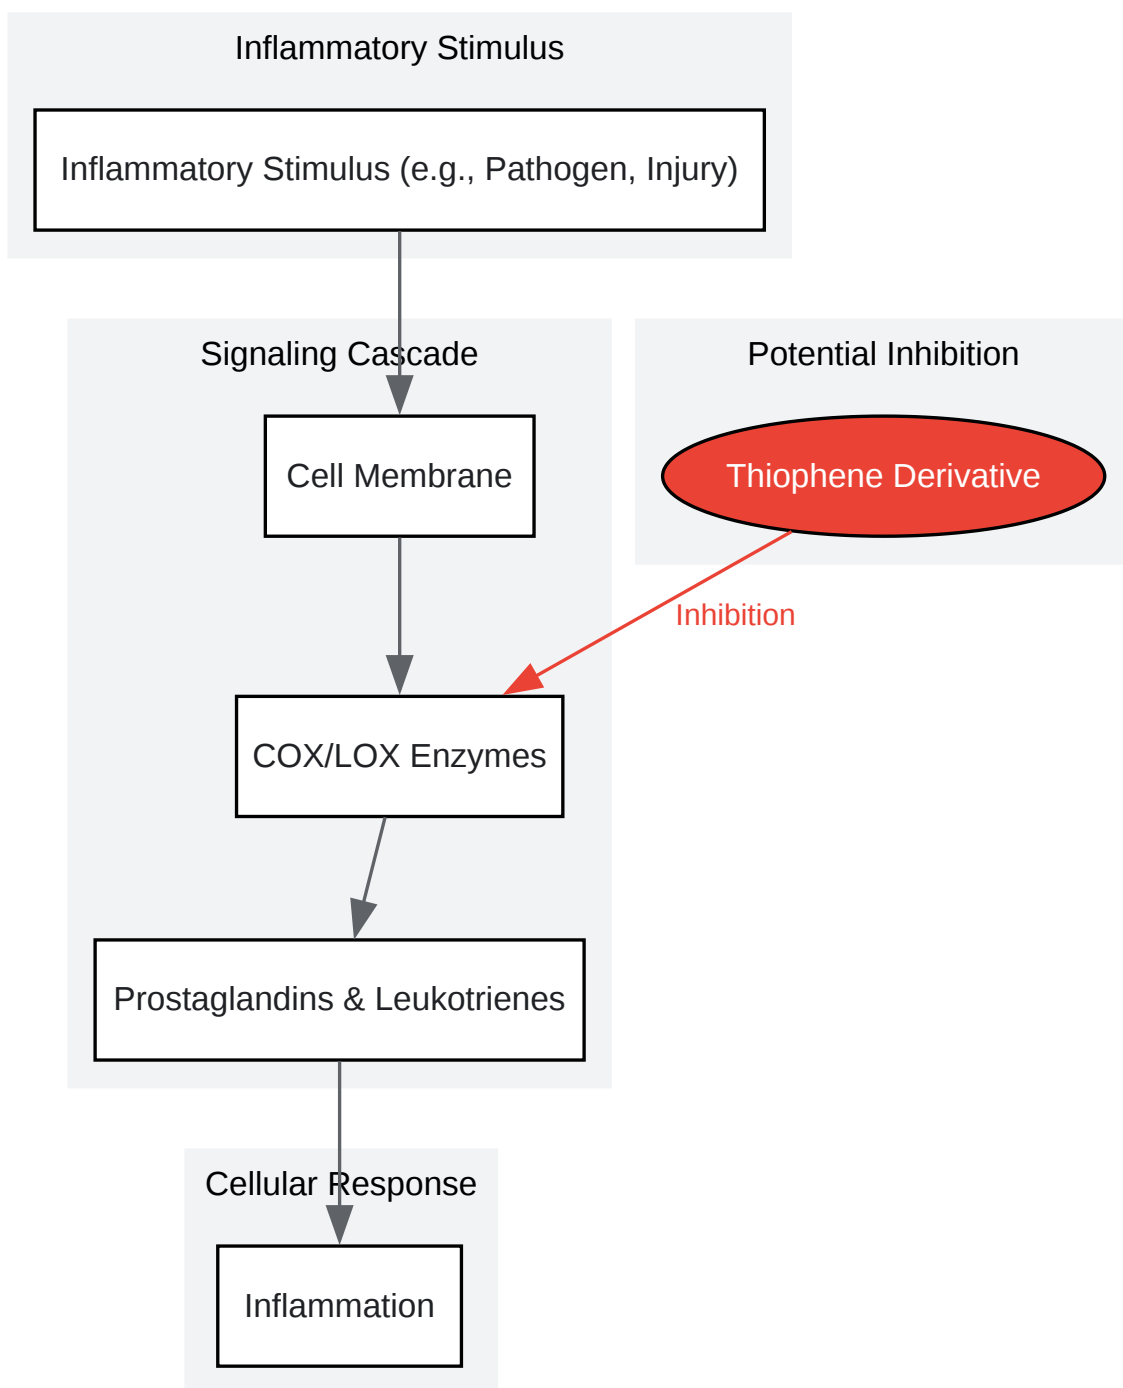 Inflammatory Stimulus
Inflammatory Stimulus (e.g., Pathogen, Injury)
Signaling Cascade
Potential Inhibition
Cell Membrane
Thiophene Derivative
Inhibition
COX/LOX Enzymes
Prostaglandins & Leukotrienes
Cellular Response
Inflammation